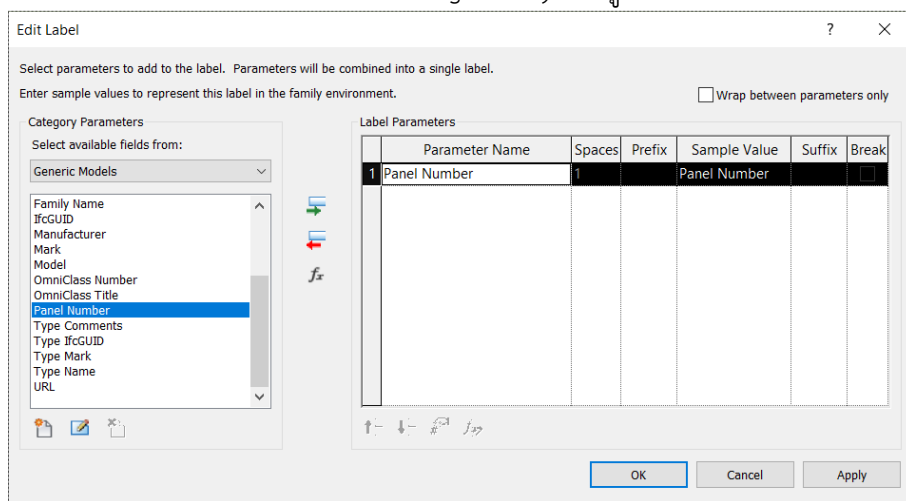 Edit Label
?
Select parameters to add to the label. Parameters will be combined into a single label.
Enter sample values to represent this label in the family environment.
Wrap between parameters only
Category Parameters
Select available fields from:
Generic Models
Family Name
IfcGUID
Manufacturer
Mark
Model
OmniClass Number
OmniClass Title
Panel Number
Type Comments
Type IfcGUID
Type Mark
Type Name
URL
fx
Label Parameters
Parameter Name Spaces Prefix Sample Value Suffix Break
1 Panel Number 1 Panel Number
OK Cancel Apply